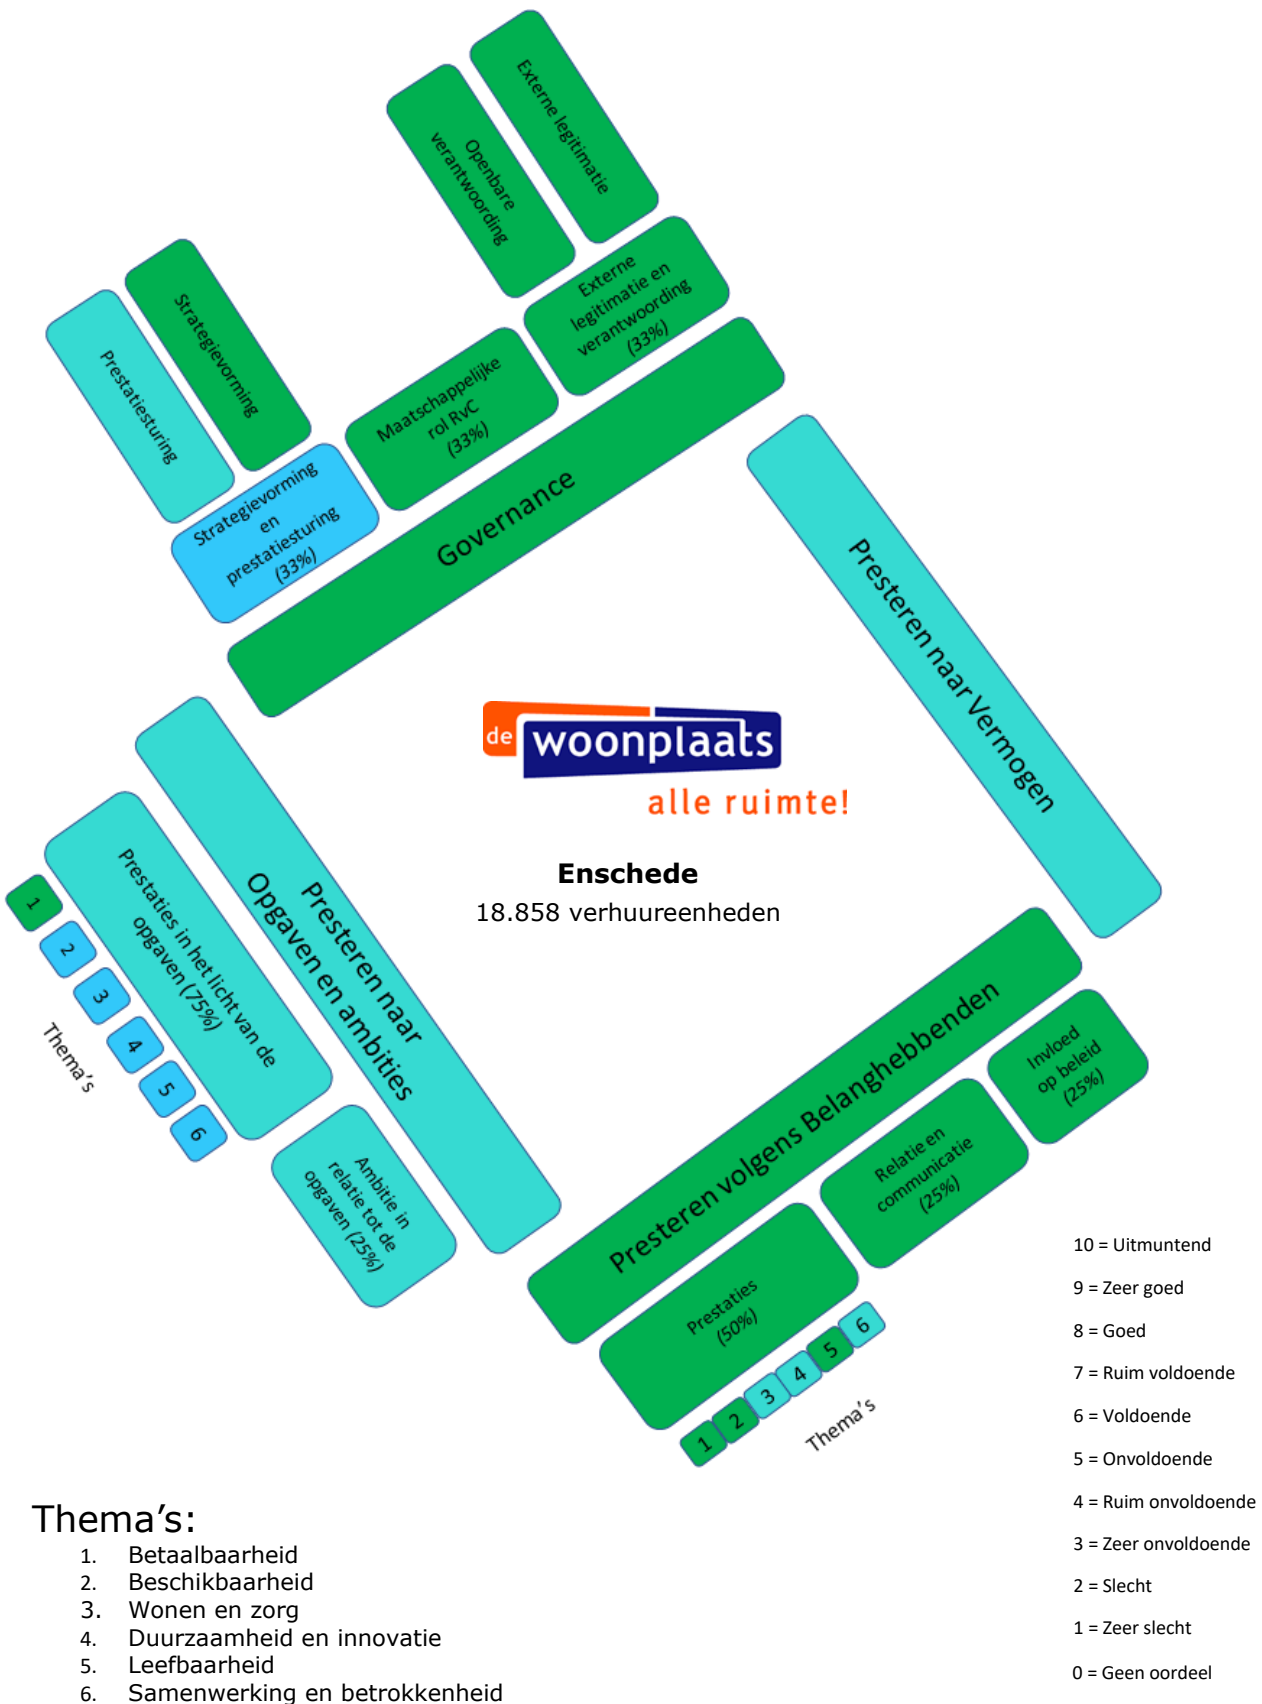 Externe legitimatie
Openbare
verantwoording
Strategievorming
Prestatiesturing
Externe
legitimatie en
verantwoording
(33%)
Maatschappelijke
rol RvC
(33%)
Strategievorming
en
prestatiesturing
(33%)
Governance
Presteren naar Vermogen
de woonplaats
alle ruimte!
Enschede
18.858 verhuureenheden
Presteren naar
Opgaven en ambities
Prestaties in het licht van de
opgaven (75%)
1
2
3
4
5
6
Thema's
Ambitie in
relatie tot de
opgaven (25%)
Presteren volgens Belanghebbenden
Invloed
op beleid
(25%)
Relatie en
communicatie
(25%)
Prestaties
(50%)
1
2
3
4
5
6
Thema's
10 = Uitmuntend
9 = Zeer goed
8 = Goed
7 = Ruim voldoende
6 = Voldoende
5 = Onvoldoende
4 = Ruim onvoldoende
3 = Zeer onvoldoende
2 = Slecht
1 = Zeer slecht
0 = Geen oordeel
Thema's:
1. Betaalbaarheid
2. Beschikbaarheid
3. Wonen en zorg
4. Duurzaamheid en innovatie
5. Leefbaarheid
6. Samenwerking en betrokkenheid